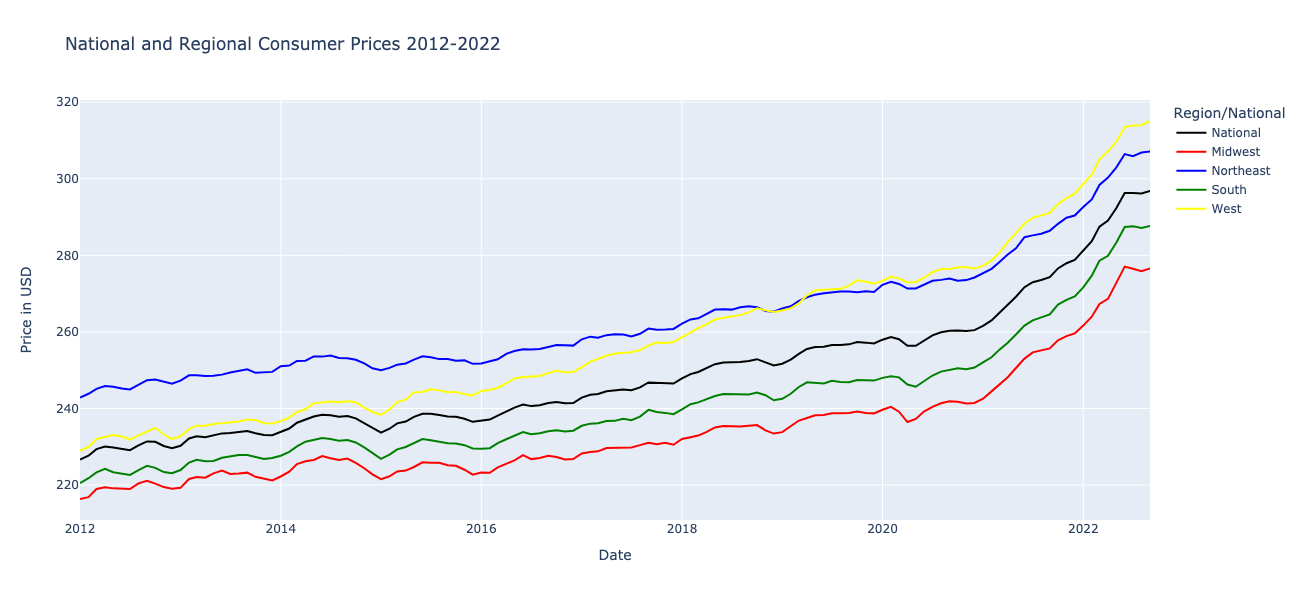 National and Regional Consumer Prices 2012-2022
320
300
280
260
240
220
Price in USD
2012
2014
2016
2018
2020
2022
Date
Region/National
National
Midwest
Northeast
South
West